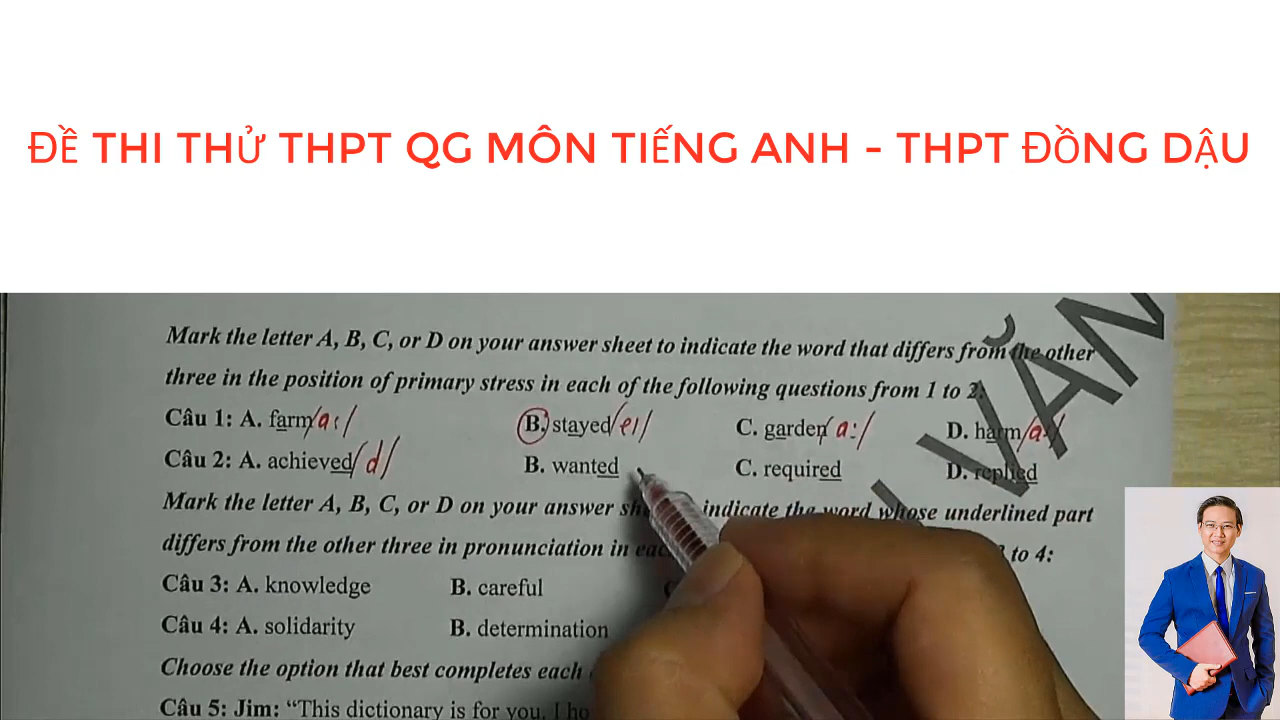 ĐỀ THI THỬ THPT QG MÔN TIẾNG ANH - THPT ĐỒNG DẬU
Mark the letter A, B, C, or D on your answer sheet to indicate the word that differs from the other
three in the position of primary stress in each of the following questions from 1 to 2.
Câu 1: A. farm /a:/ B. stayed /ei/ C. garden /a:/ D. harm /a:/
Câu 2: A. achieved /d/ B. wanted C. required D. replied
VĂN
Mark the letter A, B, C, or D on your answer indicate the word whose underlined part
differs from the other three in pronunciation in to 4:
Câu 3: A. knowledge B. careful
Câu 4: A. solidarity B. determination
Choose the option that best completes each
Câu 5: Jim: “This dictionary is for you. I